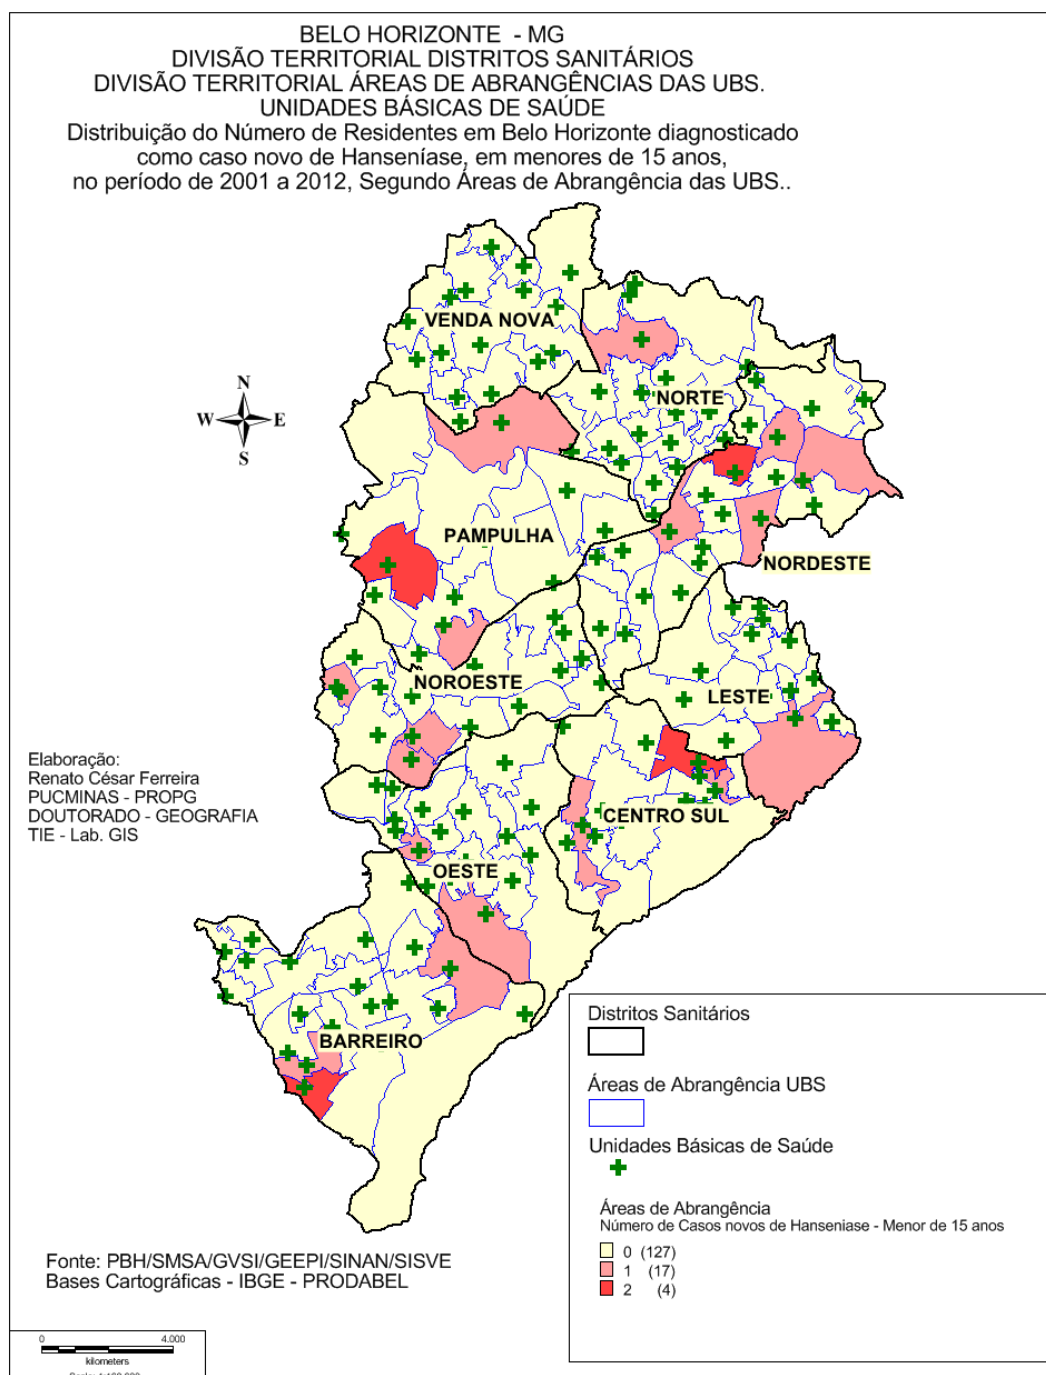 BELO HORIZONTE - MG
DIVISÃO TERRITORIAL DISTRITOS SANITÁRIOS
DIVISÃO TERRITORIAL ÁREAS DE ABRANGÊNCIAS DAS UBS.
UNIDADES BÁSICAS DE SAÚDE
Distribuição do Número de Residentes em Belo Horizonte diagnosticado
como caso novo de Hanseníase, em menores de 15 anos,
no período de 2001 a 2012, Segundo Áreas de Abrangência das UBS..
VENDA NOVA
N
W E
S
NORTE
PAMPULHA
NORDESTE
NOROESTE
LESTE
Elaboração:
Renato César Ferreira
PUCMINAS - PROPG
DOUTORADO - GEOGRAFIA
TIE - Lab. GIS
CENTRO SUL
OESTE
BARREIRO
Distritos Sanitários
Áreas de Abrangência UBS
Unidades Básicas de Saúde
Áreas de Abrangência
Número de Casos novos de Hanseniase - Menor de 15 anos
0 (127)
1 (17)
2 (4)
Fonte: PBH/SMSA/GVSI/GEEPI/SINAN/SISVE
Bases Cartográficas - IBGE - PRODABEL
0 4,000
kilometers